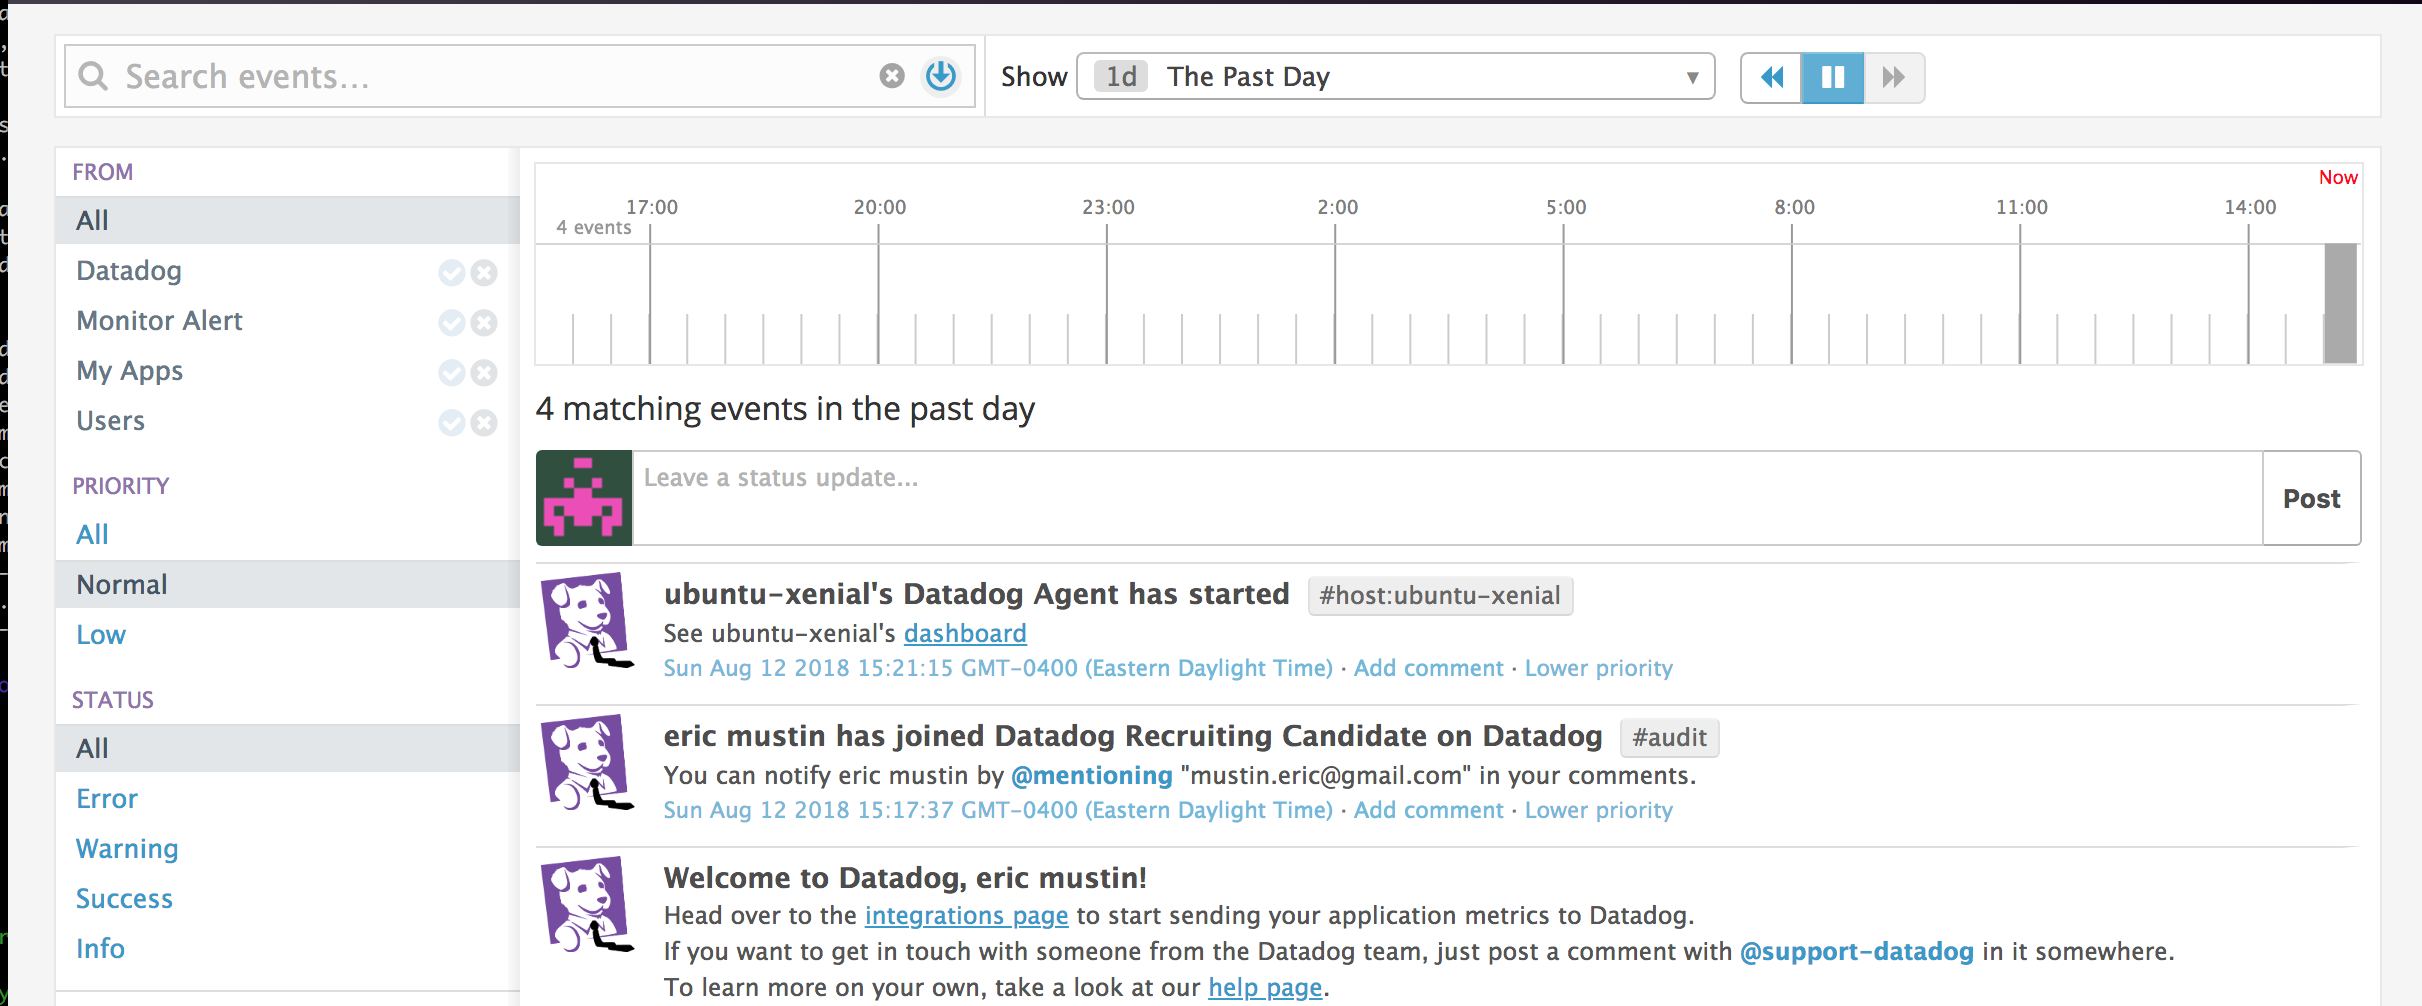 Search events...
Show 1d The Past Day
FROM
All
Datadog
Monitor Alert
My Apps
Users
PRIORITY
All
Normal
Low
STATUS
All
Error
Warning
Success
Info
Now
17:00 20:00 23:00 2:00 5:00 8:00 11:00 14:00
4 events
4 matching events in the past day
Leave a status update...
Post
ubuntu-xenial's Datadog Agent has started #host:ubuntu-xenial
See ubuntu-xenial's dashboard
Sun Aug 12 2018 15:21:15 GMT-0400 (Eastern Daylight Time) · Add comment · Lower priority
eric mustin has joined Datadog Recruiting Candidate on Datadog #audit
You can notify eric mustin by @mentioning "mustin.eric@gmail.com" in your comments.
Sun Aug 12 2018 15:17:37 GMT-0400 (Eastern Daylight Time) · Add comment · Lower priority
Welcome to Datadog, eric mustin!
Head over to the integrations page to start sending your application metrics to Datadog.
If you want to get in touch with someone from the Datadog team, just post a comment with @support-datadog in it somewhere.
To learn more on your own, take a look at our help page.